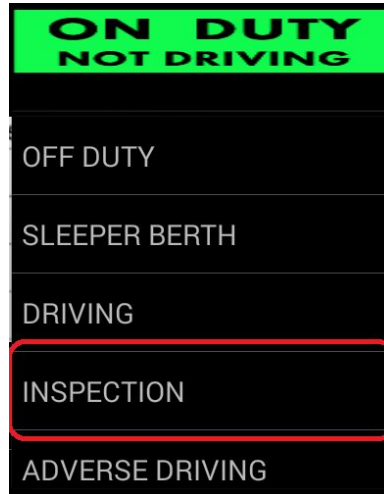 ON DUTY
NOT DRIVING
OFF DUTY
SLEEPER BERTH
DRIVING
INSPECTION
ADVERSE DRIVING